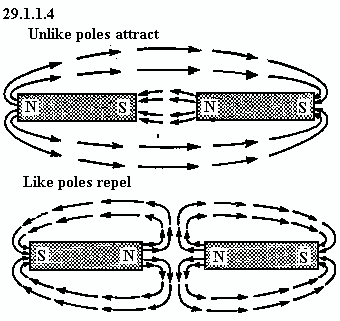 29.1.1.4
Unlike poles attract
N S N S
Like poles repel
S N N S